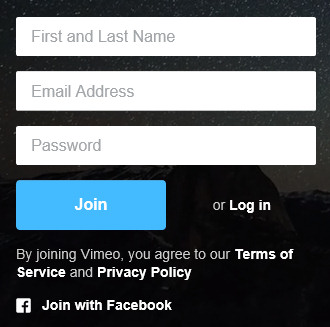 First and Last Name
Email Address
Password
Join or Log in
By joining Vimeo, you agree to our Terms of
Service and Privacy Policy
Join with Facebook